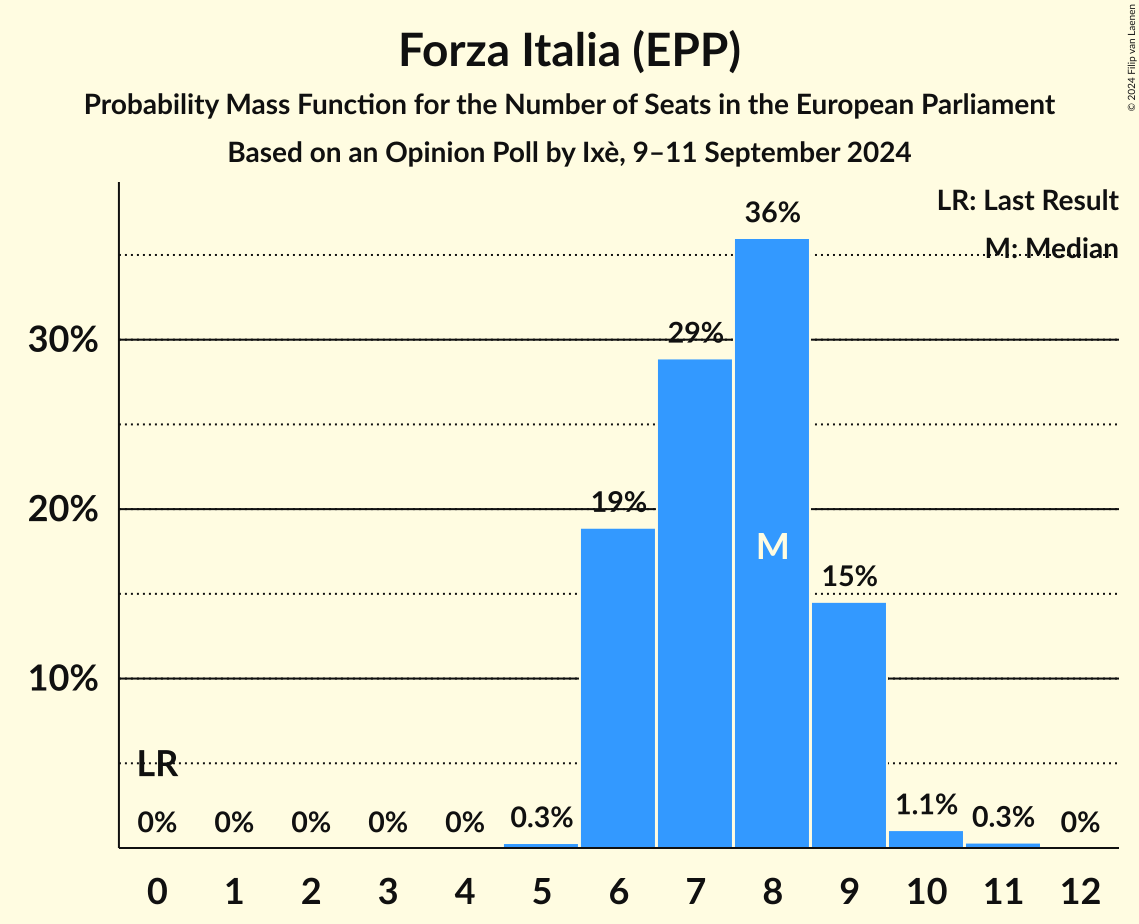 Forza Italia (EPP)
Probability Mass Function for the Number of Seats in the European Parliament
Based on an Opinion Poll by Ixè, 9–11 September 2024
© 2024 Filip van Laenen
LR: Last Result
M: Median
36%
30%
29%
20%
19%
M
15%
10%
LR
0%
0%
0%
0%
0%
0.3%
1.1%
0.3%
0%
0 1 2 3 4 5 6 7 8 9 10 11 12